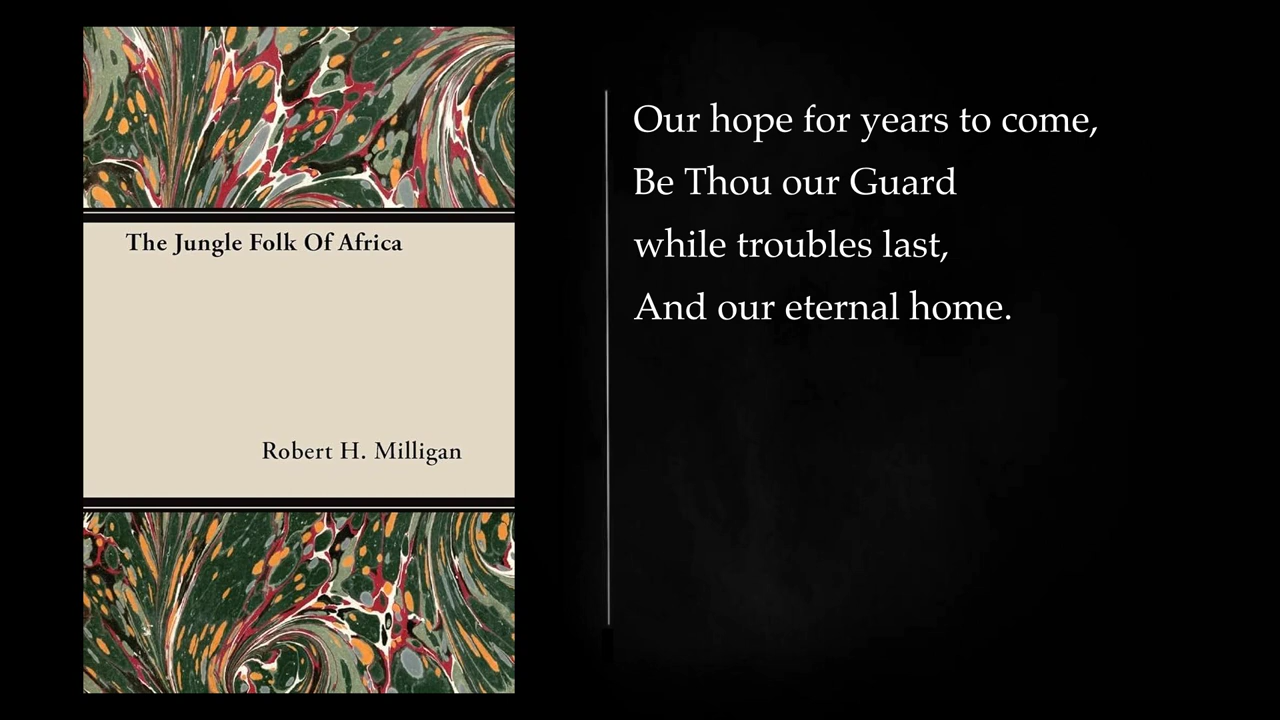 The Jungle Folk Of Africa
Robert H. Milligan
Our hope for years to come,
Be Thou our Guard
while troubles last,
And our eternal home.